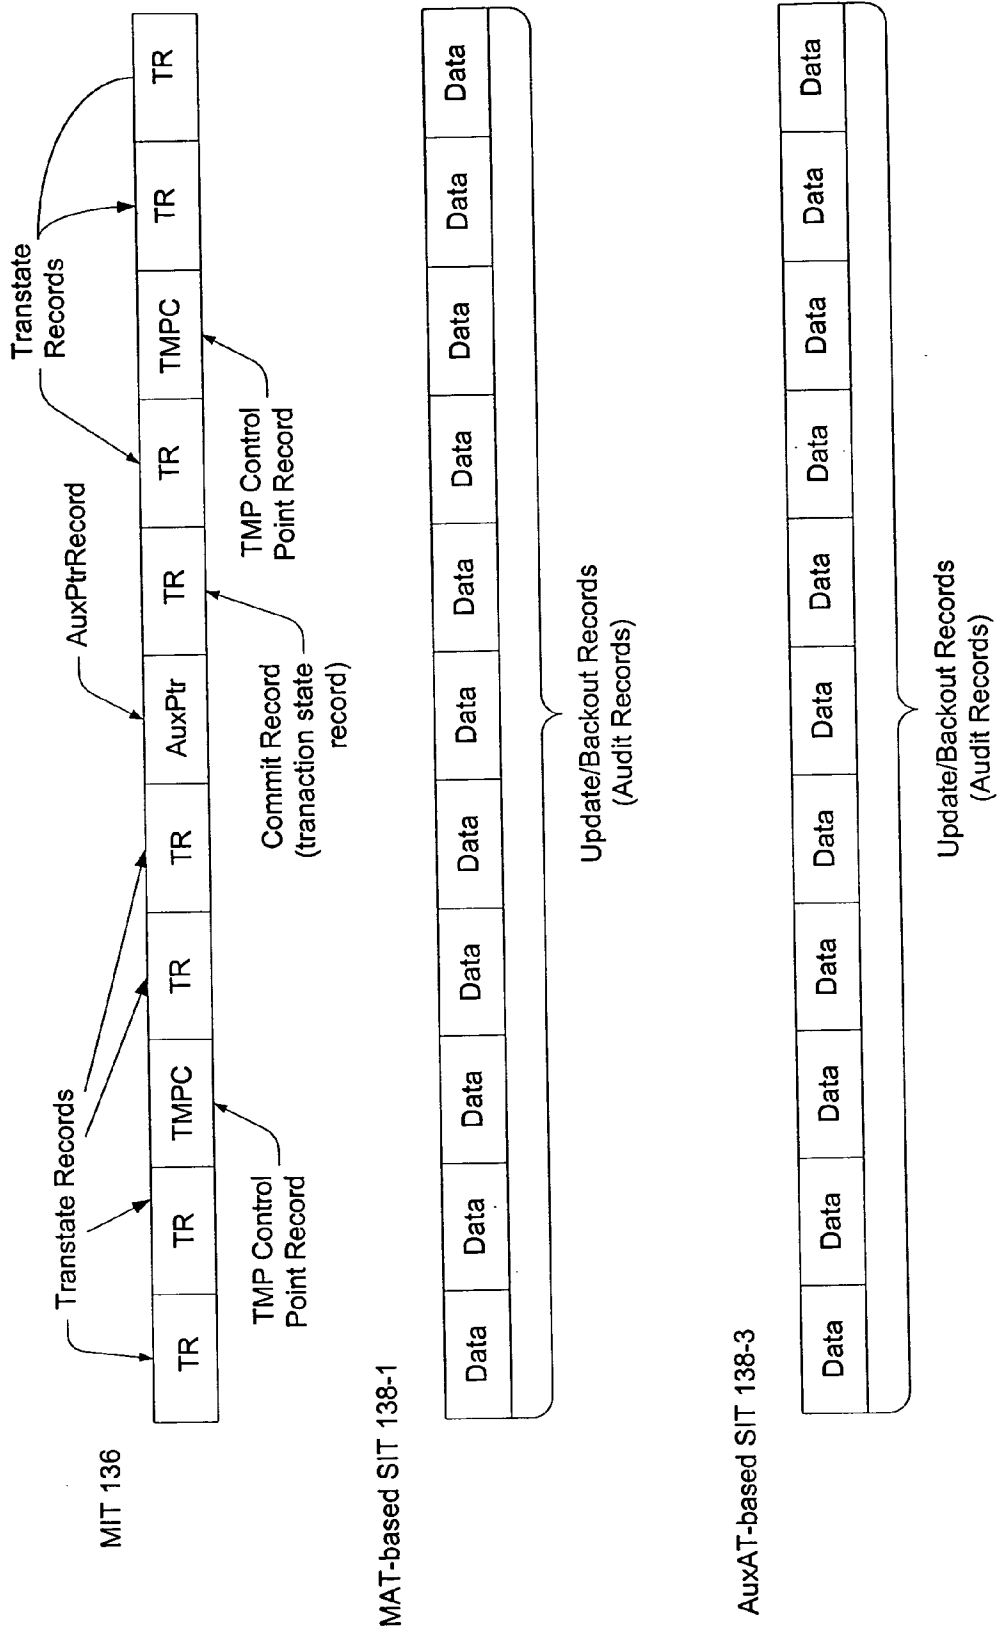 MIT 136
Transtate Records
Transtate
Records
AuxPtrRecord
TR
TR
TMPC
TR
TR
AuxPtr
TR
TR
TMPC
TR
TR
TMP Control
Point Record
Commit Record
(tranaction state
record)
TMP Control
Point Record
MAT-based SIT 138-1
Data
Data
Data
Data
Data
Data
Data
Data
Data
Data
Data
Update/Backout Records
(Audit Records)
AuxAT-based SIT 138-3
Data
Data
Data
Data
Data
Data
Data
Data
Data
Data
Data
Update/Backout Records
(Audit Records)